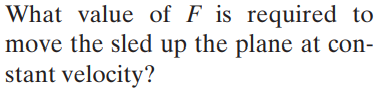 What value of F is required to
move the sled up the plane at con-
stant velocity?